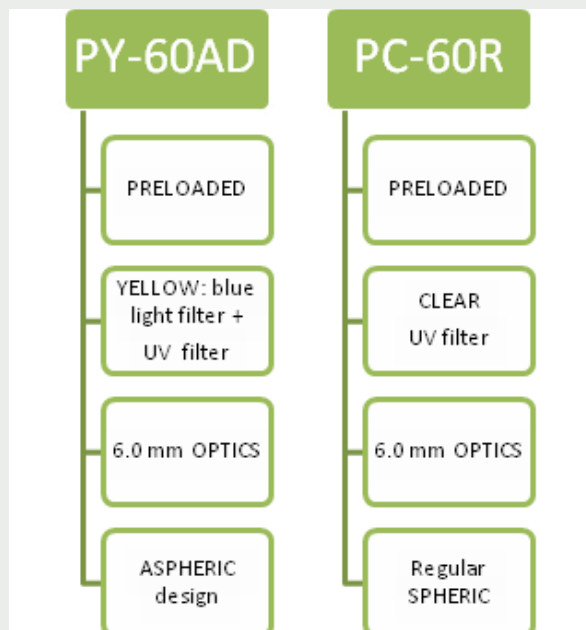 PY-60AD
PRELOADED
YELLOW: blue
light filter +
UV filter
6.0 mm OPTICS
ASPHERIC
design
PC-60R
PRELOADED
CLEAR
UV filter
6.0 mm OPTICS
Regular
SPHERIC